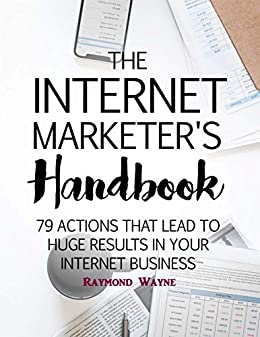 THE
INTERNET
MARKETER'S
Handbook
79 ACTIONS THAT LEAD TO
HUGE RESULTS IN YOUR
INTERNET BUSINESS
RAYMOND WAYNE